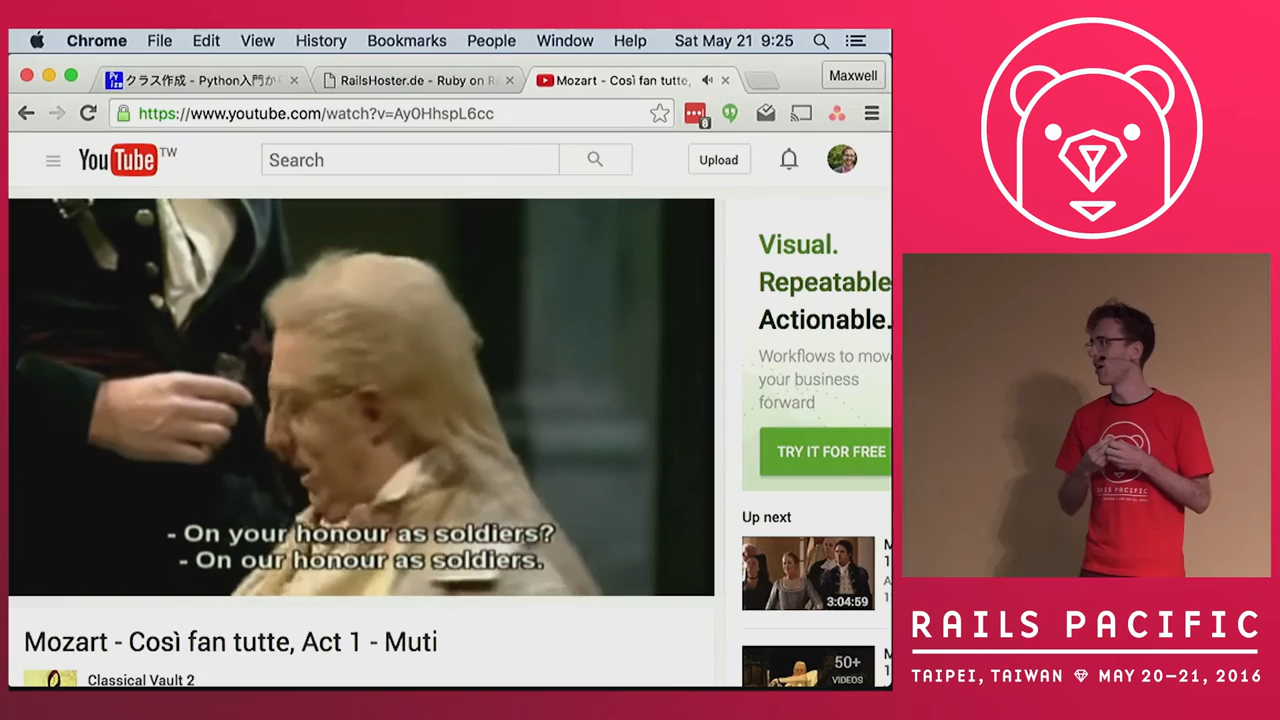 Chrome File Edit View History Bookmarks People Window Help Sat May 21 9:25
クラス作成 - Python入門か
RailsHoster.de - Ruby on R
Mozart - Così fan tutte,
Maxwell
https://www.youtube.com/watch?v=Ay0HhspL6cc
8
YouTube TW
Search
Upload
Visual.
Repeatable
Actionable.
Workflows to mov
your business
forward
TRY IT FOR FREE
- On your honour as soldiers?
- On our honour as soldiers.
Up next
3:04:59
M
1
A
1
Mozart - Così fan tutte, Act 1 - Muti
Classical Vault 2
50+
VIDEOS
M
1
RAILS PACIFIC
RAILS PACIFIC
TAIPEI, TAIWAN MAY 20–21, 2016